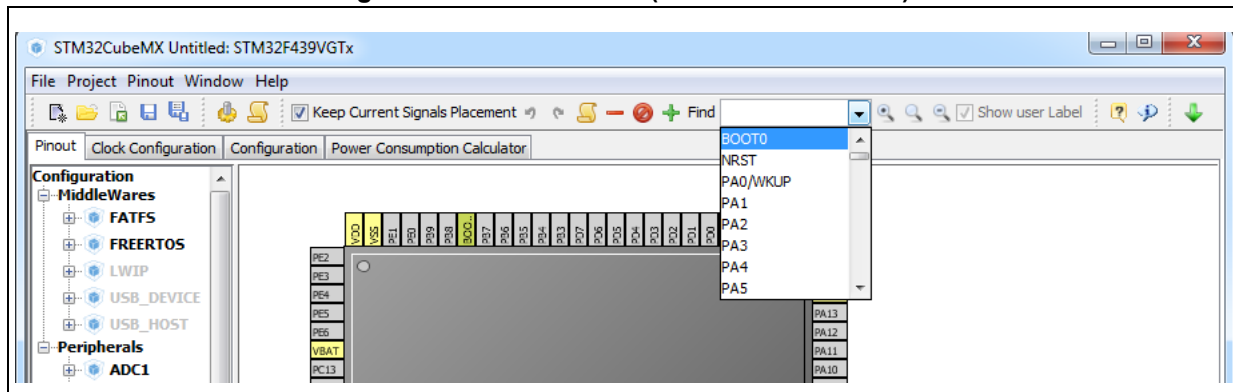 STM32CubeMX Untitled: STM32F439VGTx
File Project Pinout Window Help
Keep Current Signals Placement Find Show user Label
Pinout Clock Configuration Configuration Power Consumption Calculator
BOOT0
NRST
PA0/WKUP
PA1
PA2
PA3
PA4
PA5
Configuration
MiddleWares
FATFS
FREERTOS
LWIP
USB_DEVICE
USB_HOST
Peripherals
ADC1
VDD VSS PE1 PE0 PB9 PB8 BOO.. PB7 PB6 PB5 PB4 PB3 PD7 PD6 PD5 PD4 PD3 PD2 PD1 PD0
PE2
PE3
PE4
PE5
PE6
VBAT
PC13
PA13
PA12
PA11
PA10